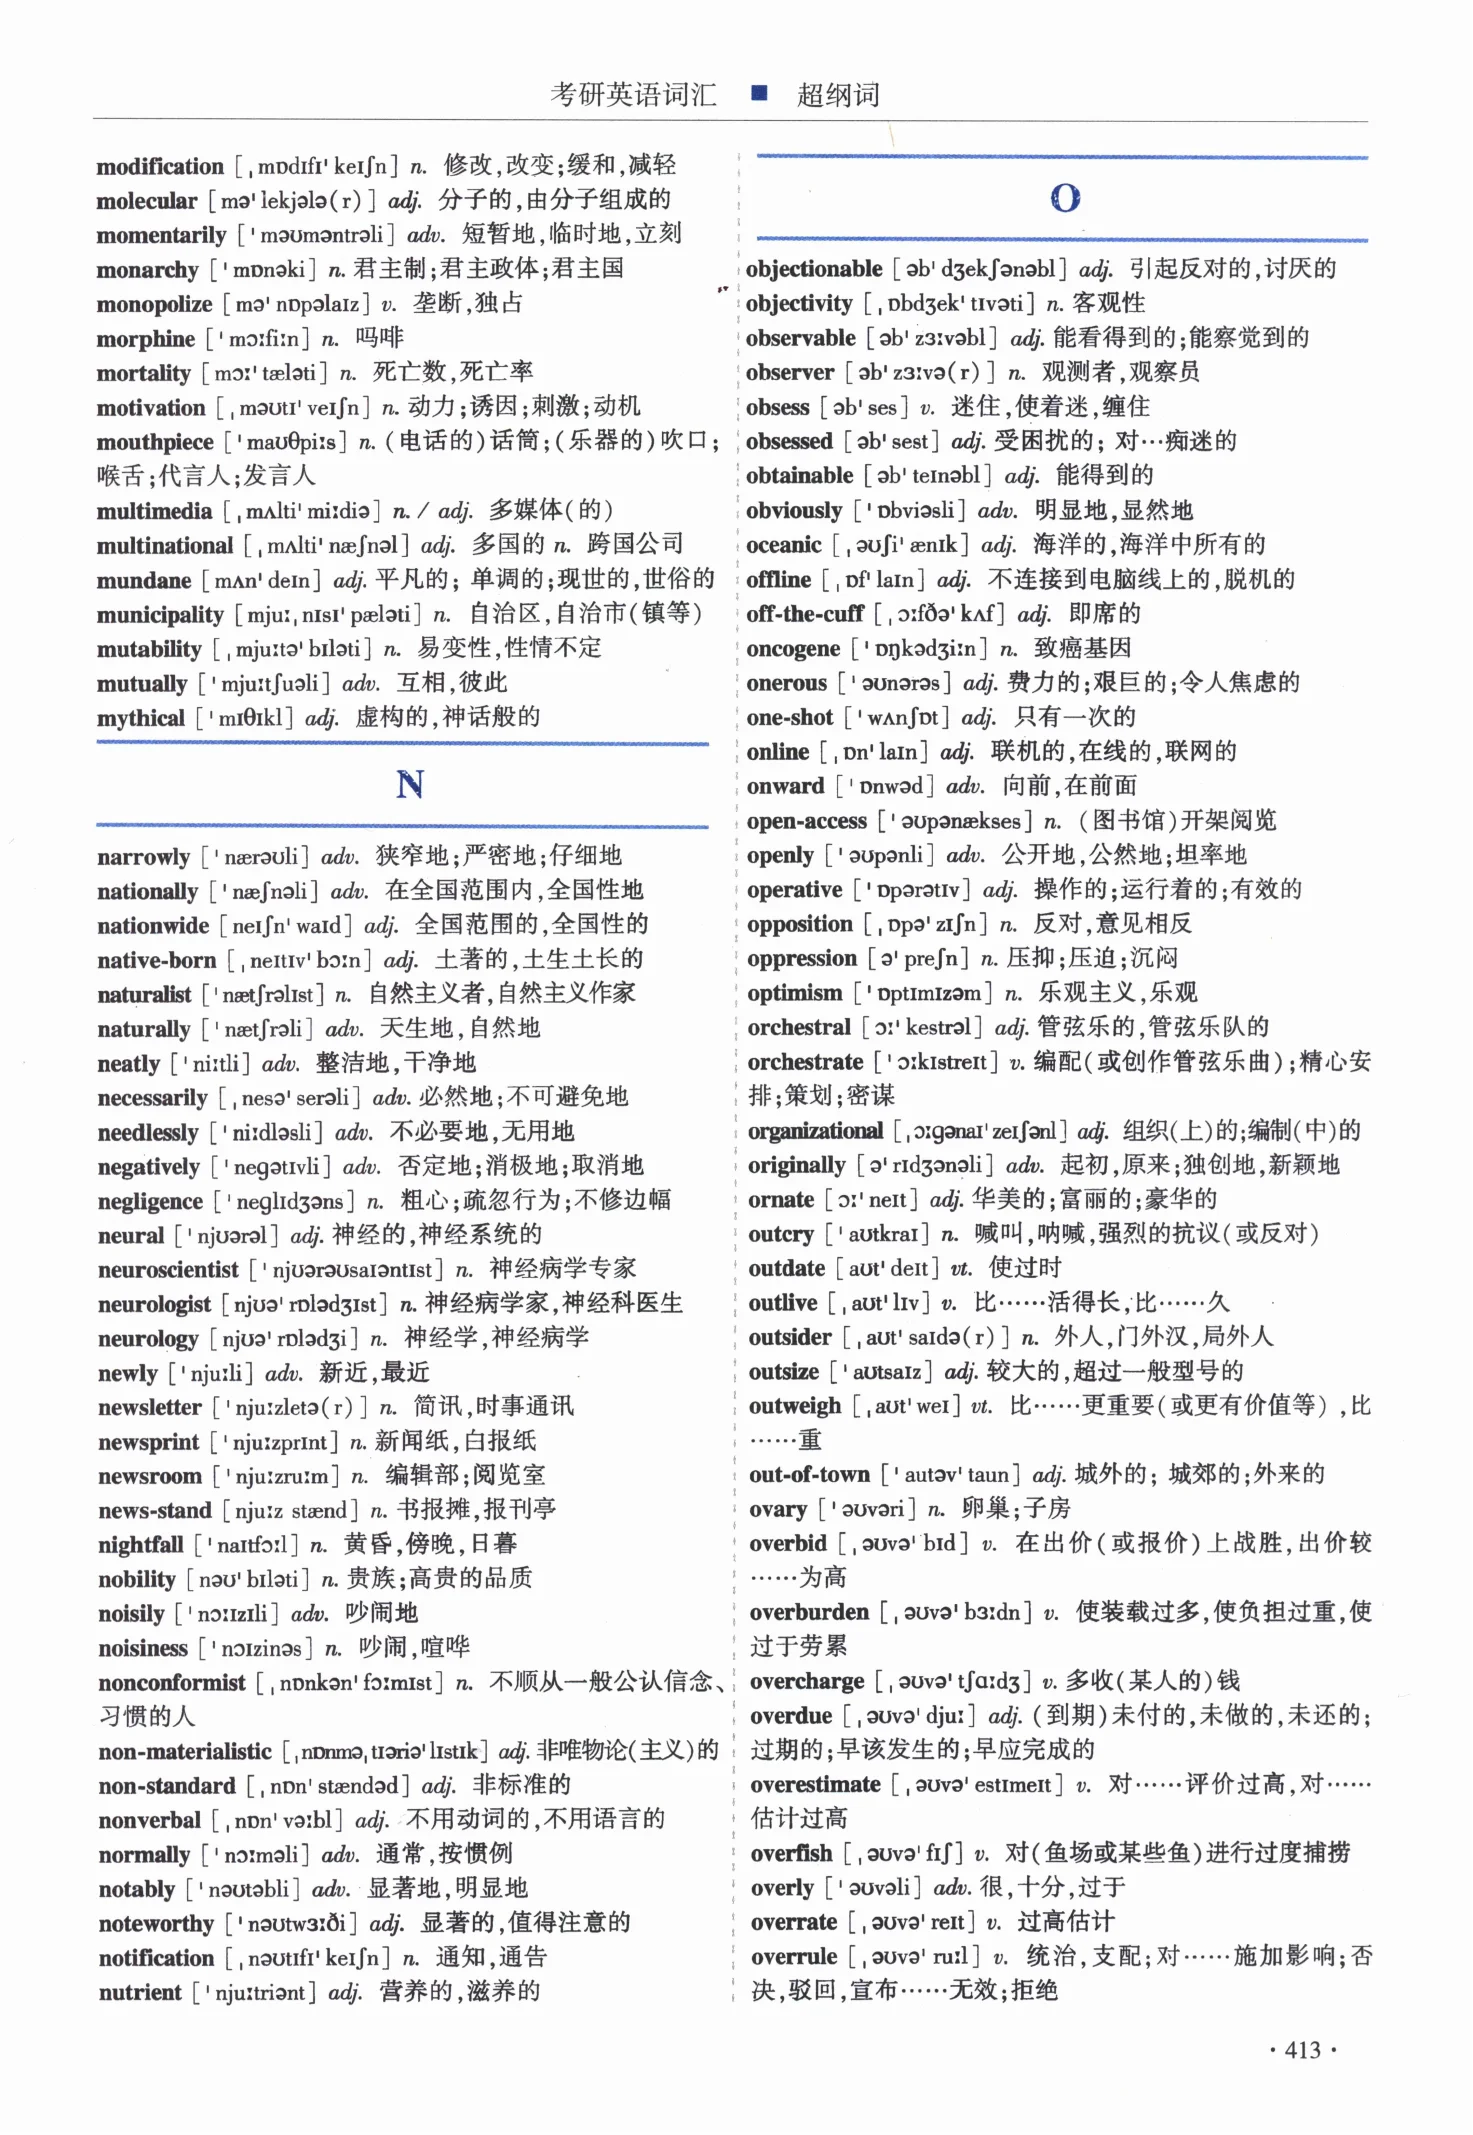 考研英语词汇 ■ 超纲词
modification [ˌmɒdɪfɪˈkeɪʃn] n. 修改,改变;缓和,减轻
molecular [məˈlekjələ(r)] adj. 分子的,由分子组成的
momentarily [ˈməʊməntrəli] adv. 短暂地,临时地,立刻
monarchy [ˈmɒnəki] n. 君主制;君主政体;君主国
monopolize [məˈnɒpəlaɪz] v. 垄断,独占
morphine [ˈmɔːfiːn] n. 吗啡
mortality [mɔːˈtæləti] n. 死亡数,死亡率
motivation [ˌməʊtɪˈveɪʃn] n. 动力;诱因;刺激;动机
mouthpiece [ˈmaʊθpiːs] n. (电话的)话筒;(乐器的)吹口;
喉舌;代言人;发言人
multimedia [ˌmʌltiˈmiːdiə] n. / adj. 多媒体(的)
multinational [ˌmʌltiˈnæʃnəl] adj. 多国的 n. 跨国公司
mundane [mʌnˈdeɪn] adj. 平凡的; 单调的;现世的,世俗的
municipality [mjuːˌnɪsɪˈpæləti] n. 自治区,自治市(镇等)
mutability [ˌmjuːtəˈbɪləti] n. 易变性,性情不定
mutually [ˈmjuːtʃuəli] adv. 互相,彼此
mythical [ˈmɪθɪkl] adj. 虚构的,神话般的
N
narrowly [ˈnærəʊli] adv. 狭窄地;严密地;仔细地
nationally [ˈnæʃnəli] adv. 在全国范围内,全国性地
nationwide [neɪʃnˈwaɪd] adj. 全国范围的,全国性的
native-born [ˌneɪtɪvˈbɔːn] adj. 土著的,土生土长的
naturalist [ˈnætʃrəlɪst] n. 自然主义者,自然主义作家
naturally [ˈnætʃrəli] adv. 天生地,自然地
neatly [ˈniːtli] adv. 整洁地,干净地
necessarily [ˌnesəˈserəli] adv. 必然地;不可避免地
needlessly [ˈniːdləsli] adv. 不必要地,无用地
negatively [ˈnegətɪvli] adv. 否定地;消极地;取消地
negligence [ˈneglɪdʒəns] n. 粗心;疏忽行为;不修边幅
neural [ˈnjʊərəl] adj. 神经的,神经系统的
neuroscientist [ˈnjʊərəʊsaɪəntɪst] n. 神经病学专家
neurologist [njʊəˈrɒlədʒɪst] n. 神经病学家,神经科医生
neurology [njʊəˈrɒlədʒi] n. 神经学,神经病学
newly [ˈnjuːli] adv. 新近,最近
newsletter [ˈnjuːzletə(r)] n. 简讯,时事通讯
newsprint [ˈnjuːzprɪnt] n. 新闻纸,白报纸
newsroom [ˈnjuːzruːm] n. 编辑部;阅览室
news-stand [njuːz stænd] n. 书报摊,报刊亭
nightfall [ˈnaɪtfɔːl] n. 黄昏,傍晚,日暮
nobility [nəʊˈbɪləti] n. 贵族;高贵的品质
noisily [ˈnɔːɪzɪli] adv. 吵闹地
noisiness [ˈnɔɪzinəs] n. 吵闹,喧哗
nonconformist [ˌnɒnkənˈfɔːmɪst] n. 不顺从一般公认信念、
习惯的人
non-materialistic [ˌnɒnməˌtɪəriəˈlɪstɪk] adj. 非唯物论(主义)的
non-standard [ˌnɒnˈstændəd] adj. 非标准的
nonverbal [ˌnɒnˈvəːbl] adj. 不用动词的,不用语言的
normally [ˈnɔːməli] adv. 通常,按惯例
notably [ˈnəʊtəbli] adv. 显著地,明显地
noteworthy [ˈnəʊtwɜːði] adj. 显著的,值得注意的
notification [ˌnəʊtɪfɪˈkeɪʃn] n. 通知,通告
nutrient [ˈnjuːtriənt] adj. 营养的,滋养的
O
objectionable [əbˈdʒekʃənəbl] adj. 引起反对的,讨厌的
objectivity [ˌɒbdʒekˈtɪvəti] n. 客观性
observable [əbˈzɜːvəbl] adj. 能看得到的;能察觉到的
observer [əbˈzɜːvə(r)] n. 观测者,观察员
obsess [əbˈses] v. 迷住,使着迷,缠住
obsessed [əbˈsest] adj. 受困扰的; 对…痴迷的
obtainable [əbˈteɪnəbl] adj. 能得到的
obviously [ˈɒbviəsli] adv. 明显地,显然地
oceanic [ˌəʊʃiˈænɪk] adj. 海洋的,海洋中所有的
offline [ˌɒfˈlaɪn] adj. 不连接到电脑线上的,脱机的
off-the-cuff [ˌɔːfðəˈkʌf] adj. 即席的
oncogene [ˈɒŋkədʒiːn] n. 致癌基因
onerous [ˈəʊnərəs] adj. 费力的;艰巨的;令人焦虑的
one-shot [ˈwʌnʃɒt] adj. 只有一次的
online [ˌɒnˈlaɪn] adj. 联机的,在线的,联网的
onward [ˈɒnwəd] adv. 向前,在前面
open-access [ˈəʊpənækses] n. (图书馆)开架阅览
openly [ˈəʊpənli] adv. 公开地,公然地;坦率地
operative [ˈɒpərətɪv] adj. 操作的;运行着的;有效的
opposition [ˌɒpəˈzɪʃn] n. 反对,意见相反
oppression [əˈpreʃn] n. 压抑;压迫;沉闷
optimism [ˈɒptɪmɪzəm] n. 乐观主义,乐观
orchestral [ɔːˈkestrəl] adj. 管弦乐的,管弦乐队的
orchestrate [ˈɔːkɪstreɪt] v. 编配(或创作管弦乐曲);精心安
排;策划;密谋
organizational [ˌɔːgənaɪˈzeɪʃənl] adj. 组织(上)的;编制(中)的
originally [əˈrɪdʒənəli] adv. 起初,原来;独创地,新颖地
ornate [ɔːˈneɪt] adj. 华美的;富丽的;豪华的
outcry [ˈaʊtkraɪ] n. 喊叫,呐喊,强烈的抗议(或反对)
outdate [aʊtˈdeɪt] vt. 使过时
outlive [ˌaʊtˈlɪv] v. 比……活得长,比……久
outsider [ˌaʊtˈsaɪdə(r)] n. 外人,门外汉,局外人
outsize [ˈaʊtsaɪz] adj. 较大的,超过一般型号的
outweigh [ˌaʊtˈweɪ] vt. 比……更重要(或更有价值等),比
……重
out-of-town [ˈautəvˈtaun] adj. 城外的; 城郊的;外来的
ovary [ˈəʊvəri] n. 卵巢;子房
overbid [ˌəʊvəˈbɪd] v. 在出价(或报价)上战胜,出价较
……为高
overburden [ˌəʊvəˈbɜːdn] v. 使装载过多,使负担过重,使
过于劳累
overcharge [ˌəʊvəˈtʃɑːdʒ] v. 多收(某人的)钱
overdue [ˌəʊvəˈdjuː] adj. (到期)未付的,未做的,未还的;
过期的;早该发生的;早应完成的
overestimate [ˌəʊvəˈestɪmeɪt] v. 对……评价过高,对……
估计过高
overfish [ˌəʊvəˈfɪʃ] v. 对(鱼场或某些鱼)进行过度捕捞
overly [ˈəʊvəli] adv. 很,十分,过于
overrate [ˌəʊvəˈreɪt] v. 过高估计
overrule [ˌəʊvəˈruːl] v. 统治,支配;对……施加影响;否
决,驳回,宣布……无效;拒绝
·413·